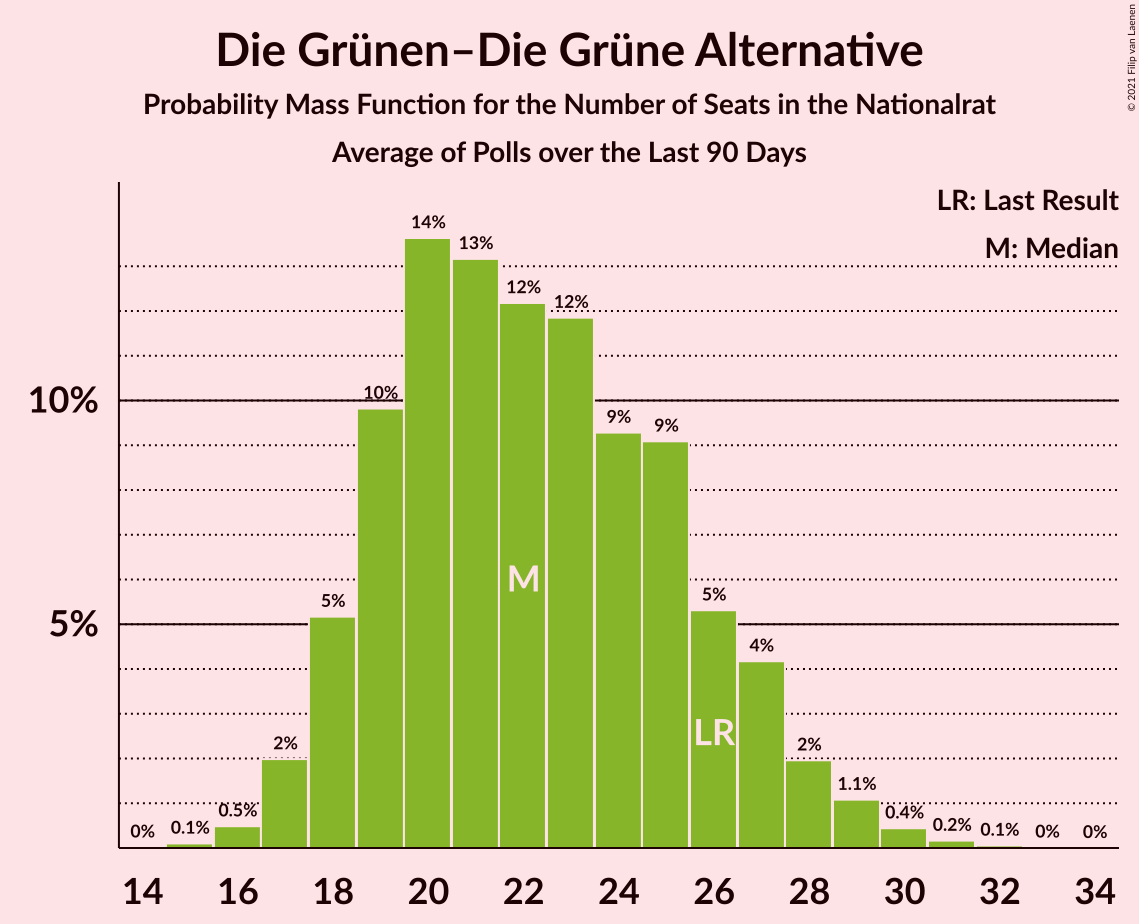 Die Grünen–Die Grüne Alternative
Probability Mass Function for the Number of Seats in the Nationalrat
Average of Polls over the Last 90 Days
© 2021 Filip van Laenen
LR: Last Result
M: Median
14%
13%
12%
12%
10%
10%
9%
9%
M
5%
5%
5%
4%
LR
2%
2%
1.1%
0%
0.1%
0.5%
0.4%
0.2%
0.1%
0%
0%
14 16 18 20 22 24 26 28 30 32 34